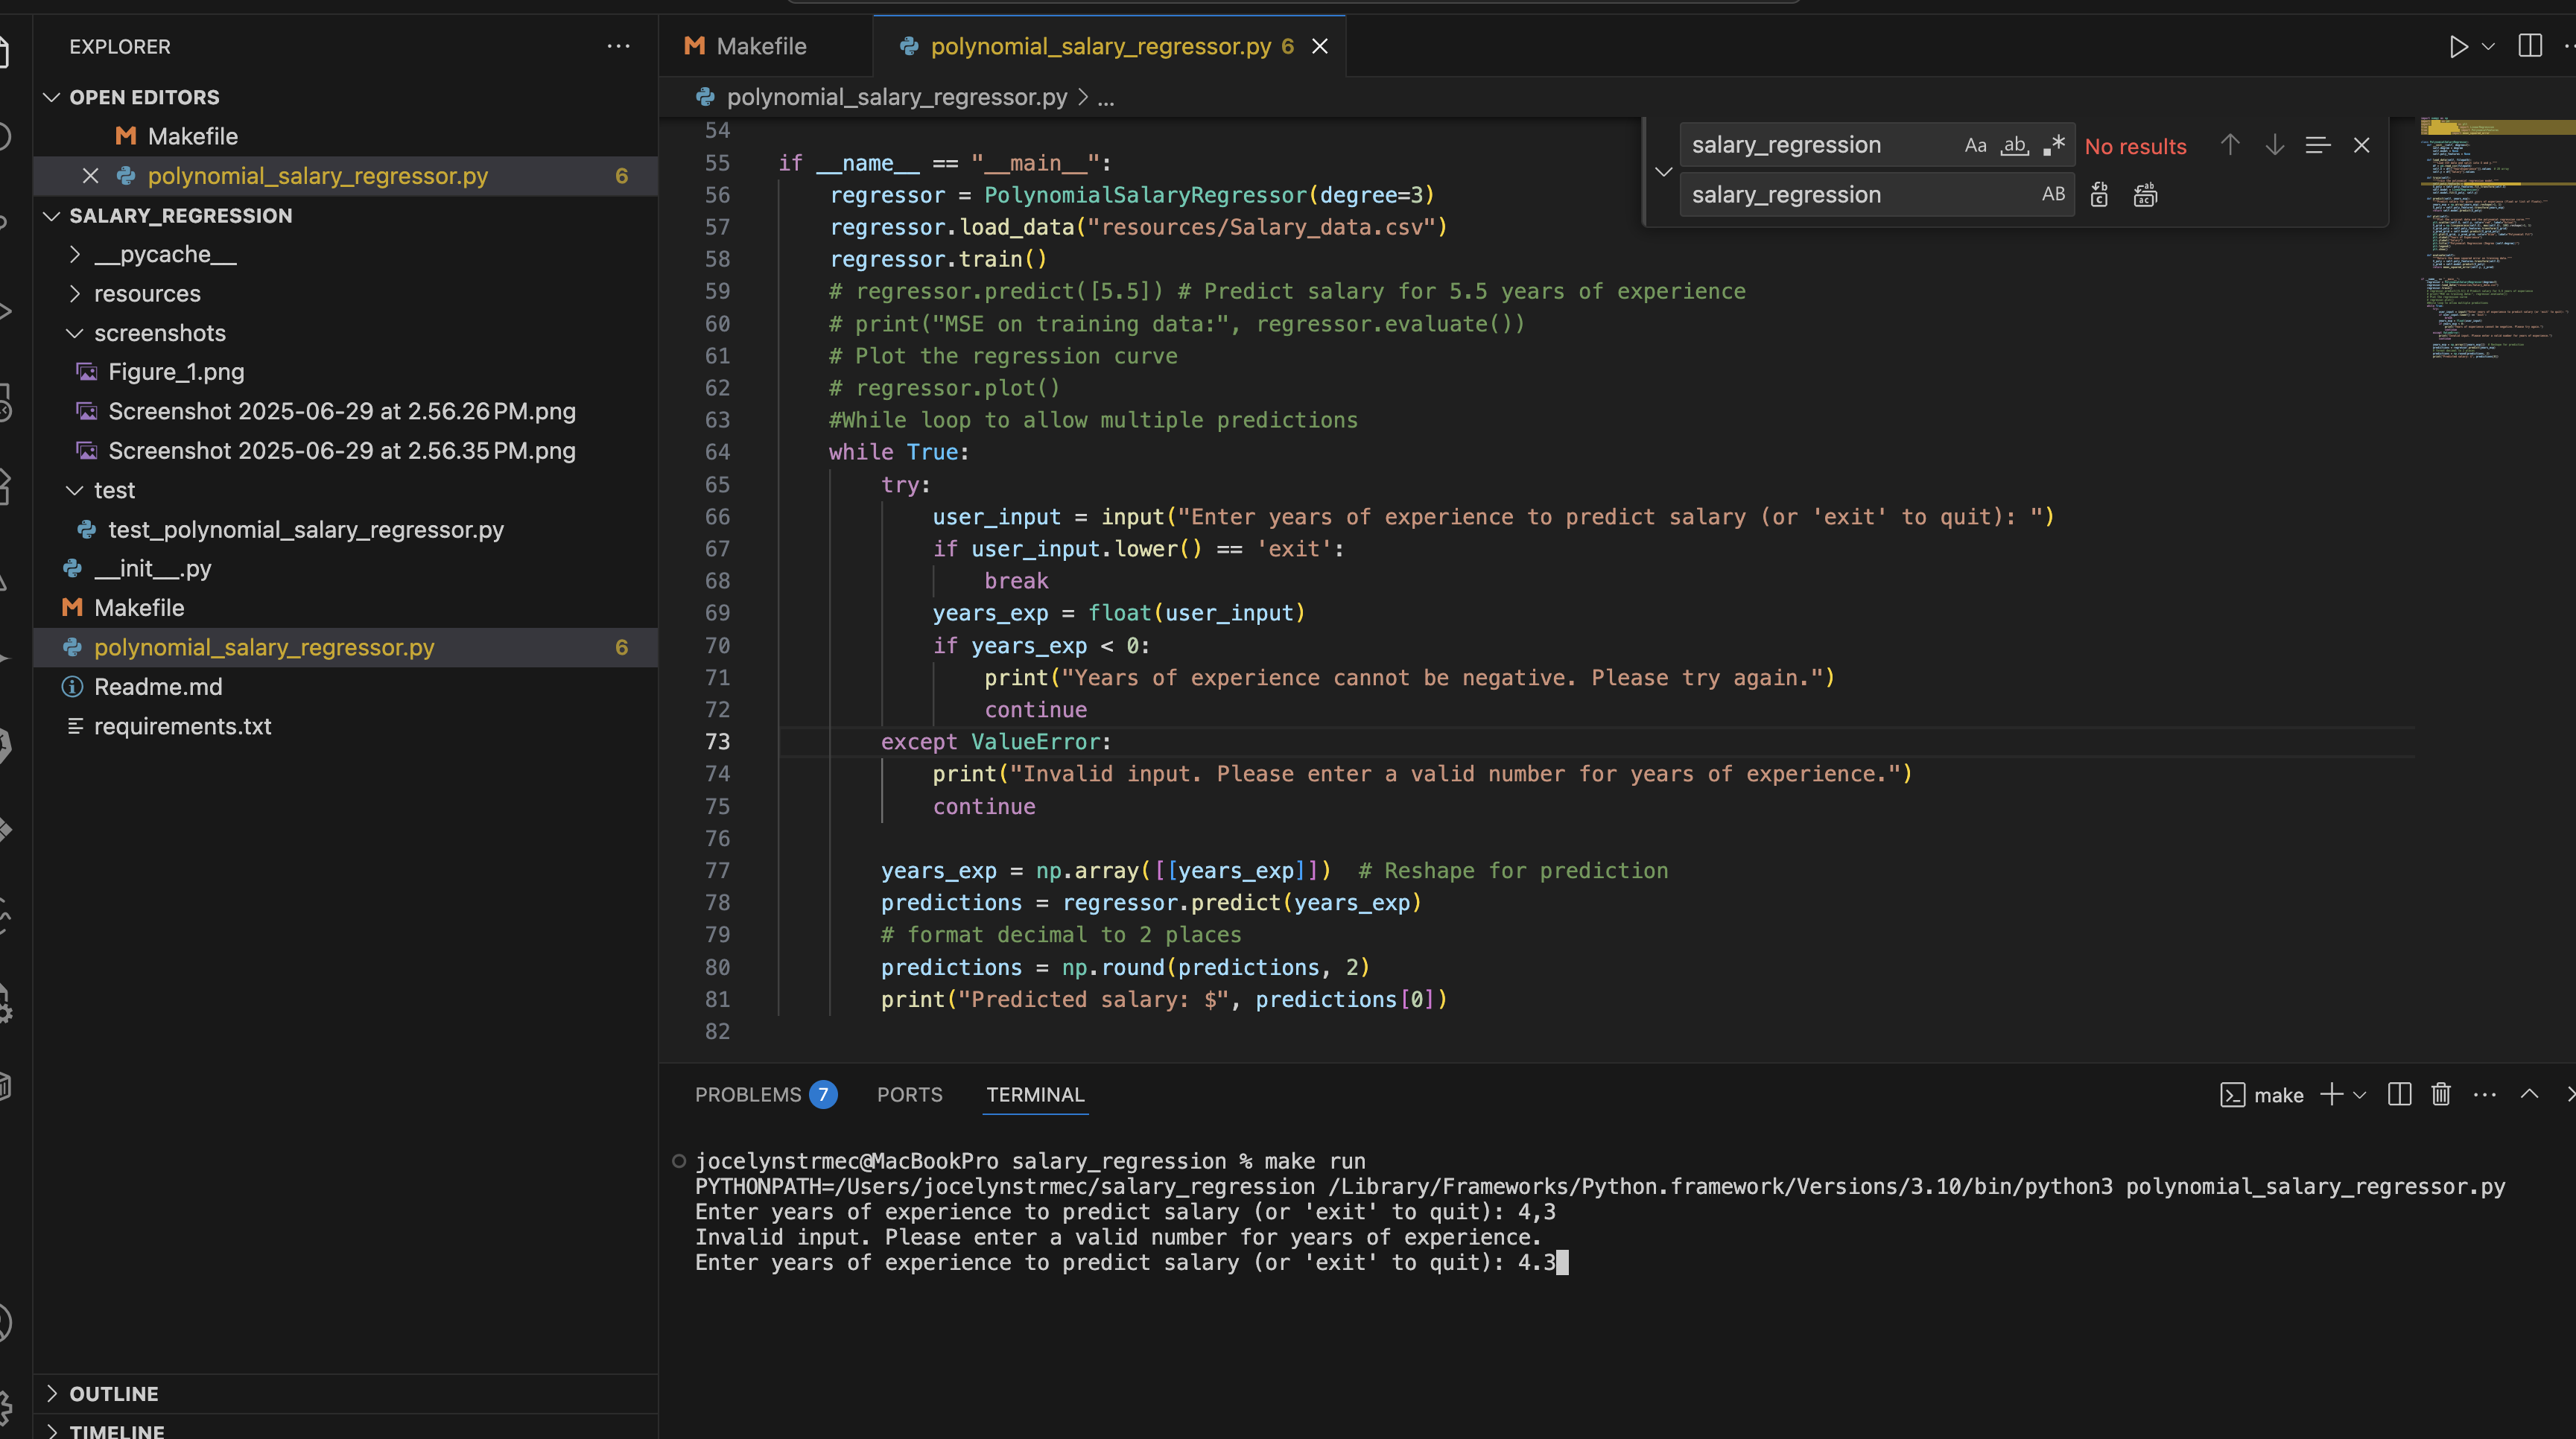 EXPLORER
OPEN EDITORS
Makefile
polynomial_salary_regressor.py 6
SALARY_REGRESSION
__pycache__
resources
screenshots
Figure_1.png
Screenshot 2025-06-29 at 2.56.26 PM.png
Screenshot 2025-06-29 at 2.56.35 PM.png
test
test_polynomial_salary_regressor.py
__init__.py
Makefile
polynomial_salary_regressor.py 6
Readme.md
requirements.txt
OUTLINE
TIMELINE
Makefile
polynomial_salary_regressor.py 6
polynomial_salary_regressor.py > ...
salary_regression Aa ab .* No results
salary_regression AB
54
55 if __name__ == "__main__":
56     regressor = PolynomialSalaryRegressor(degree=3)
57     regressor.load_data("resources/Salary_data.csv")
58     regressor.train()
59     # regressor.predict([5.5]) # Predict salary for 5.5 years of experience
60     # print("MSE on training data:", regressor.evaluate())
61     # Plot the regression curve
62     # regressor.plot()
63     #While loop to allow multiple predictions
64     while True:
65         try:
66             user_input = input("Enter years of experience to predict salary (or 'exit' to quit): ")
67             if user_input.lower() == 'exit':
68                 break
69             years_exp = float(user_input)
70             if years_exp < 0:
71                 print("Years of experience cannot be negative. Please try again.")
72                 continue
73         except ValueError:
74             print("Invalid input. Please enter a valid number for years of experience.")
75             continue
76
77         years_exp = np.array([[years_exp]])  # Reshape for prediction
78         predictions = regressor.predict(years_exp)
79         # format decimal to 2 places
80         predictions = np.round(predictions, 2)
81         print("Predicted salary: $", predictions[0])
82
PROBLEMS 7 PORTS TERMINAL
make
jocelynstrmec@MacBookPro salary_regression % make run
PYTHONPATH=/Users/jocelynstrmec/salary_regression /Library/Frameworks/Python.framework/Versions/3.10/bin/python3 polynomial_salary_regressor.py
Enter years of experience to predict salary (or 'exit' to quit): 4,3
Invalid input. Please enter a valid number for years of experience.
Enter years of experience to predict salary (or 'exit' to quit): 4.3